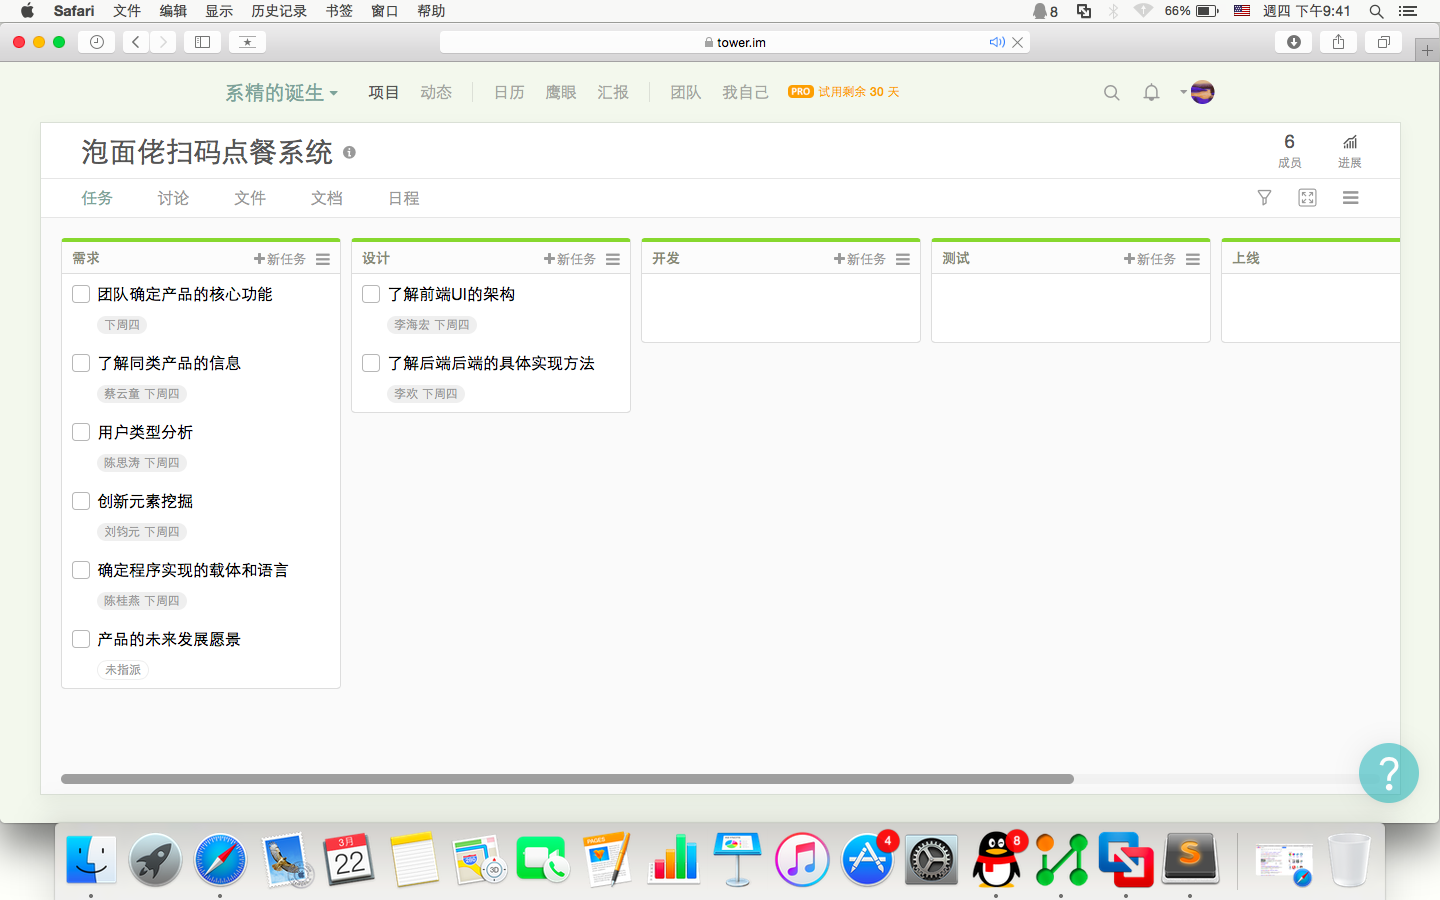 Safari 文件 编辑 显示 历史记录 书签 窗口 帮助 8 66% 週四 下午9:41
tower.im
系精的诞生 项目 动态 日历 鹰眼 汇报 团队 我自己 PRO 试用剩余 30 天
泡面佬扫码点餐系统
6
成员 进展
任务 讨论 文件 文档 日程
需求 新任务
团队确定产品的核心功能
下周四
了解同类产品的信息
蔡云童 下周四
用户类型分析
陈思涛 下周四
创新元素挖掘
刘钧元 下周四
确定程序实现的载体和语言
陈桂燕 下周四
产品的未来发展愿景
未指派
设计 新任务
了解前端UI的架构
李海宏 下周四
了解后端后端的具体实现方法
李欢 下周四
开发 新任务
测试 新任务
上线
?
3月
22
280
3D
PAGES
4
8
S